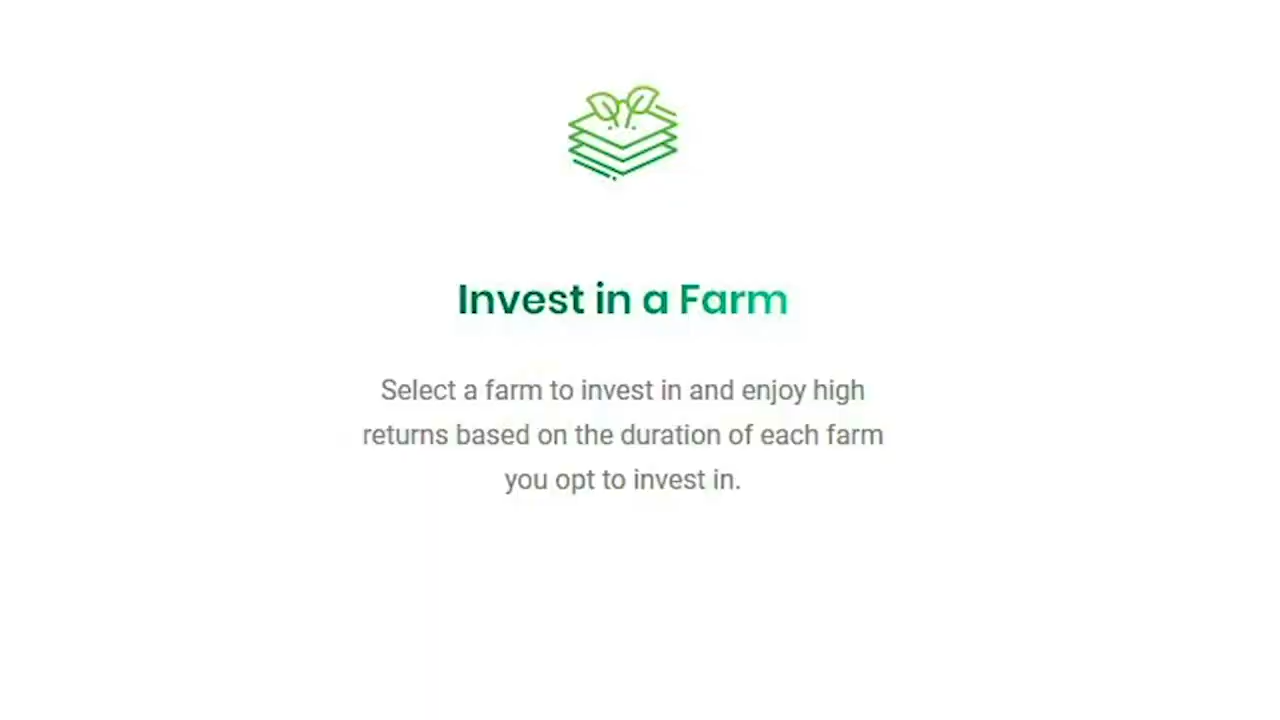 Invest in a Farm
Select a farm to invest in and enjoy high
returns based on the duration of each farm
you opt to invest in.